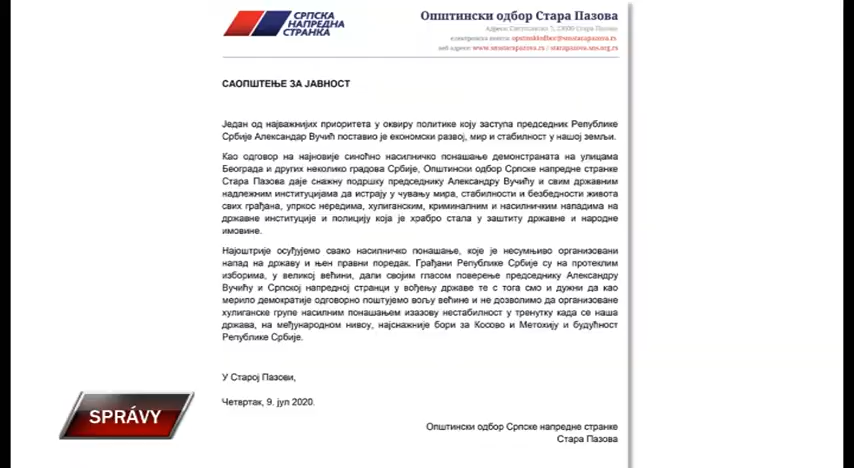 СРПСКА
НАПРЕДНА
СТРАНКА
Општински одбор Стара Пазова
САОПШТЕЊЕ ЗА ЈАВНОСТ
Један од најважнијих приоритета у оквиру политике коју заступа председник Републике
Србије Александар Вучић поставио је економски развој, мир и стабилност у нашој земљи.
Као одговор на најновије синоћно насилничко понашање демонстраната на улицама
Београда и других неколико градова Србије, Општински одбор Српске напредне странке
Стара Пазова даје снажну подршку председнику Александру Вучићу и свим државним
надлежним институцијама да истрају у чувању мира, стабилности и безбедности живота
свих грађана, упркос нередима, хулиганским, криминалним и насилничким нападима на
државне институције и полицију која је храбро стала у заштиту државне и народне
имовине.
Најоштрије осуђујемо свако насилничко понашање, које је несумњиво организовани
напад на државу и њен правни поредак. Грађани Републике Србије су на протеклим
изборима, у великој већини, дали својим гласом поверење председнику Александру
Вучићу и Српској напредној странци у вођењу државе те с тога смо и дужни да као
мерило демократије одговорно поштујемо вољу већине и не дозволимо да организоване
хулиганске групе насилним понашањем изазову нестабилност у тренутку када се наша
држава, на међународном нивоу, најснажније бори за Косово и Метохију и будућност
Републике Србије.
У Старој Пазови,
Четвртак, 9. јул 2020.
Општински одбор Српске напредне странке
Стара Пазова
SPRÁVY